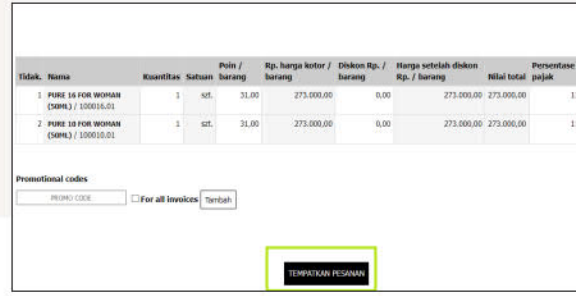 Poin / Rp. harga kotor / Diskon Rp. / Harga setelah diskon Persentase
Tidak. Nama Kuantitas Satuan barang barang barang Rp. / barang Nilai total pajak
1 PURE 16 FOR WOMAN 1 szt. 31,00 273.000,00 0,00 273.000,00 273.000,00
(50ML) / 100016.01
2 PURE 10 FOR WOMAN 1 szt. 31,00 273.000,00 0,00 273.000,00 273.000,00
(50ML) / 100010.01
Promotional codes
PROMO CODE For all invoices Tambah
TEMPATKAN PESANAN